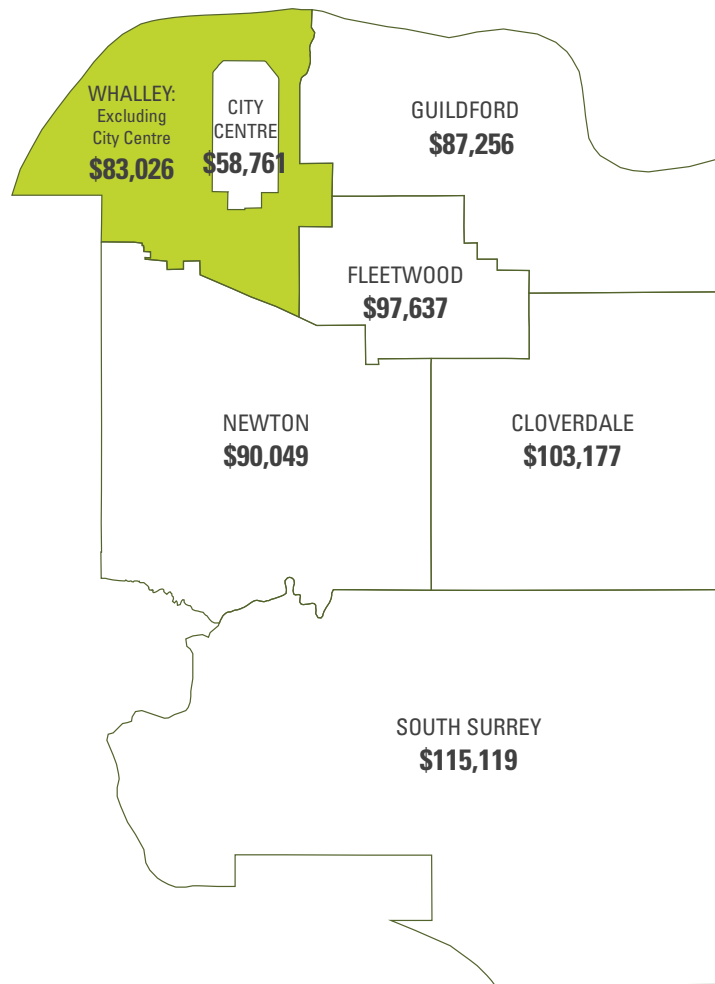 WHALLEY:
Excluding
City Centre
$83,026
CITY
CENTRE
$58,761
GUILDFORD
$87,256
FLEETWOOD
$97,637
NEWTON
$90,049
CLOVERDALE
$103,177
SOUTH SURREY
$115,119